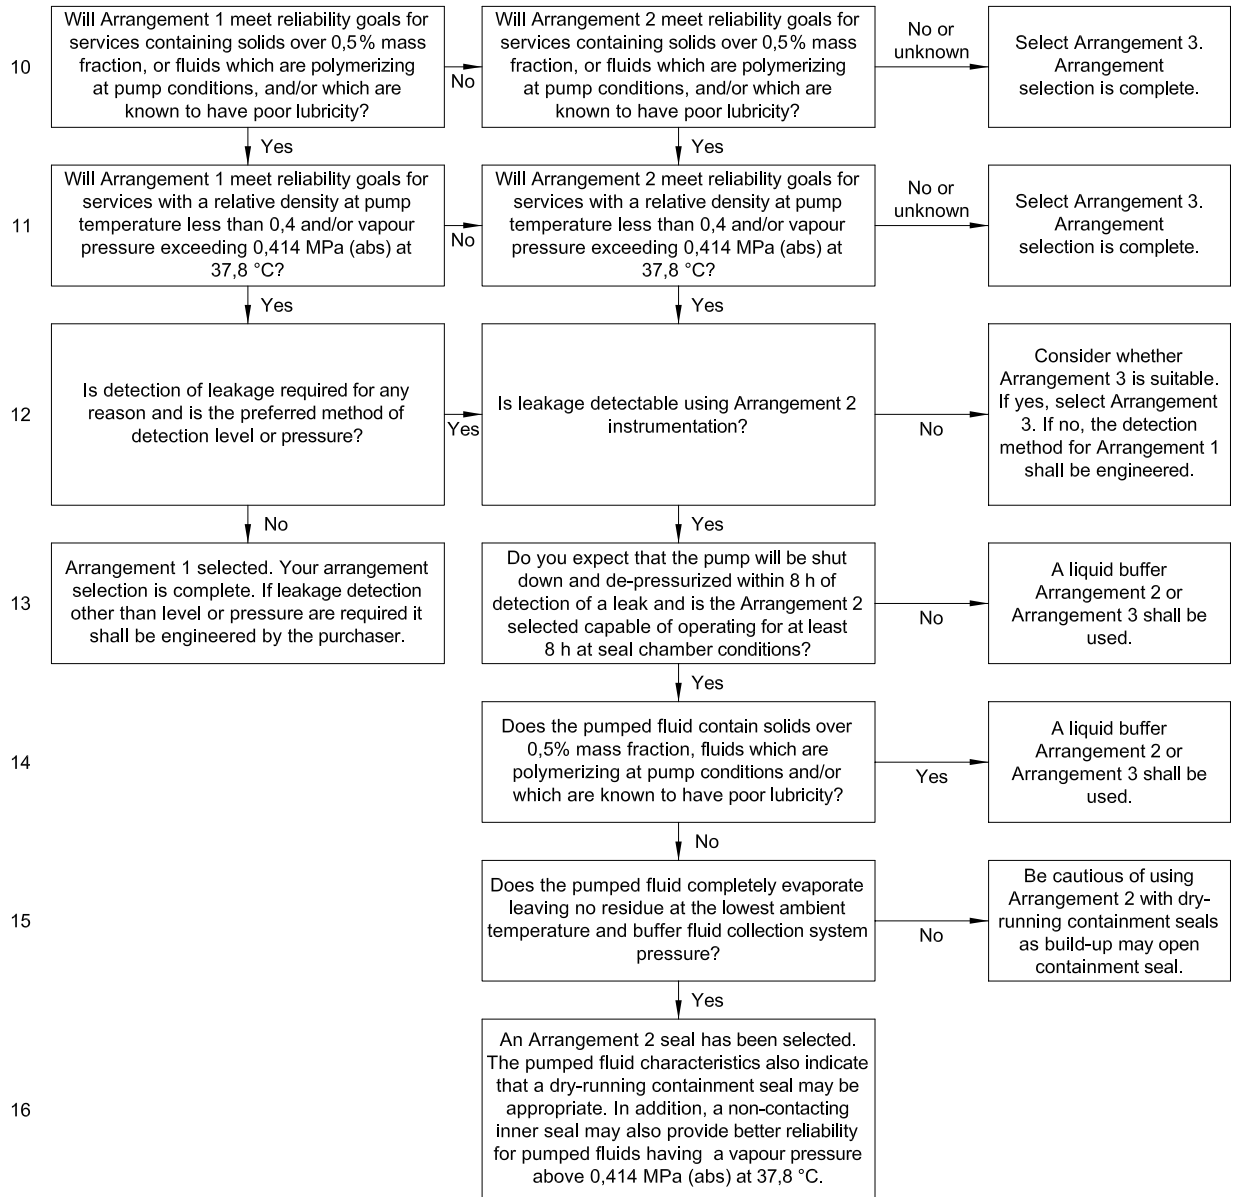 10
Will Arrangement 1 meet reliability goals for
services containing solids over 0,5% mass
fraction, or fluids which are polymerizing
at pump conditions, and/or which are
known to have poor lubricity?
No
Will Arrangement 2 meet reliability goals for
services containing solids over 0,5% mass
fraction, or fluids which are polymerizing
at pump conditions, and/or which are
known to have poor lubricity?
No or
unknown
Select Arrangement 3.
Arrangement
selection is complete.
Yes
Yes
11
Will Arrangement 1 meet reliability goals for
services with a relative density at pump
temperature less than 0,4 and/or vapour
pressure exceeding 0,414 MPa (abs) at
37,8 °C?
No
Will Arrangement 2 meet reliability goals for
services with a relative density at pump
temperature less than 0,4 and/or vapour
pressure exceeding 0,414 MPa (abs) at
37,8 °C?
No or
unknown
Select Arrangement 3.
Arrangement
selection is complete.
Yes
Yes
12
Is detection of leakage required for any
reason and is the preferred method of
detection level or pressure?
Yes
Is leakage detectable using Arrangement 2
instrumentation?
No
Consider whether
Arrangement 3 is suitable.
If yes, select Arrangement
3. If no, the detection
method for Arrangement 1
shall be engineered.
No
Yes
13
Arrangement 1 selected. Your arrangement
selection is complete. If leakage detection
other than level or pressure are required it
shall be engineered by the purchaser.
Do you expect that the pump will be shut
down and de-pressurized within 8 h of
detection of a leak and is the Arrangement 2
selected capable of operating for at least
8 h at seal chamber conditions?
No
A liquid buffer
Arrangement 2 or
Arrangement 3 shall be
used.
Yes
14
Does the pumped fluid contain solids over
0,5% mass fraction, fluids which are
polymerizing at pump conditions and/or
which are known to have poor lubricity?
Yes
A liquid buffer
Arrangement 2 or
Arrangement 3 shall be
used.
No
15
Does the pumped fluid completely evaporate
leaving no residue at the lowest ambient
temperature and buffer fluid collection system
pressure?
No
Be cautious of using
Arrangement 2 with dry-
running containment seals
as build-up may open
containment seal.
Yes
16
An Arrangement 2 seal has been selected.
The pumped fluid characteristics also indicate
that a dry-running containment seal may be
appropriate. In addition, a non-contacting
inner seal may also provide better reliability
for pumped fluids having a vapour pressure
above 0,414 MPa (abs) at 37,8 °C.